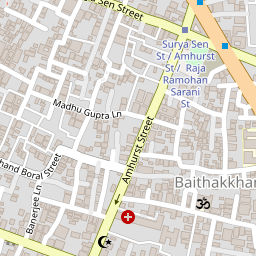 a Sen Street
Surya Sen
St / Amhurst
St / Raja
Ramohan
Sarani
St
Madhu Gupta Ln
Amhurst Street
hand Boral Street
Banerjee Ln
Baithakkhan